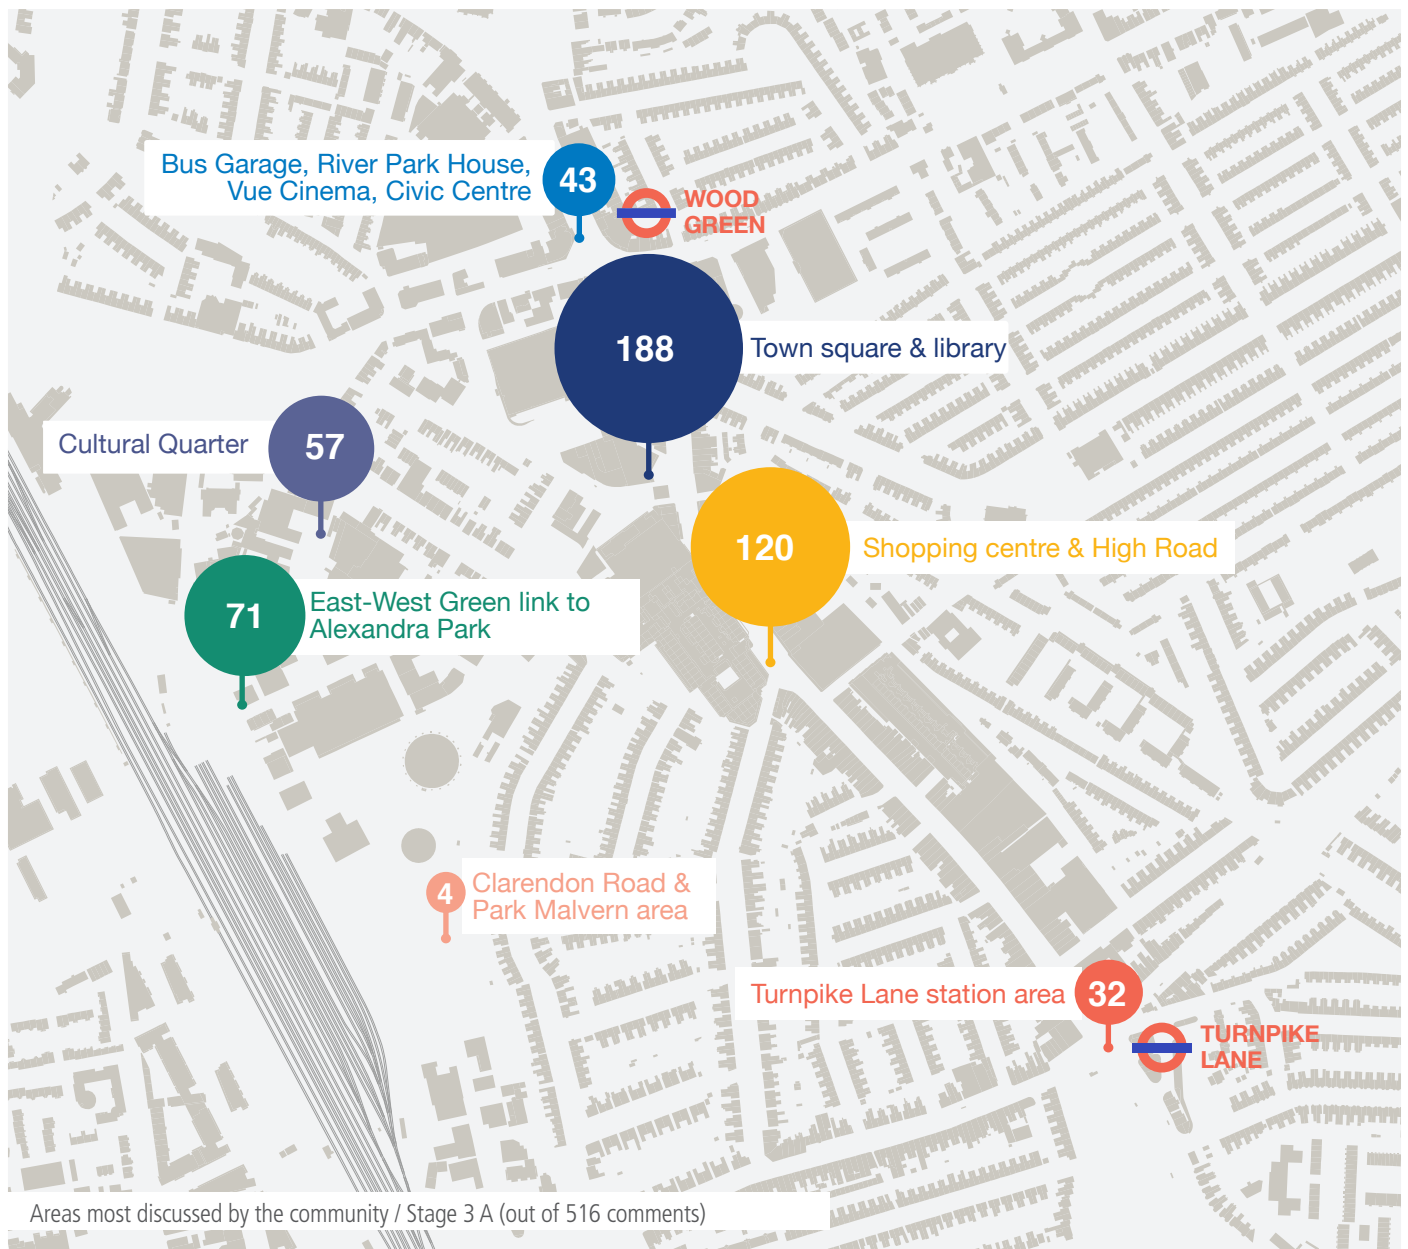 Bus Garage, River Park House,
Vue Cinema, Civic Centre
43
WOOD
GREEN
188
Town square & library
Cultural Quarter
57
120
Shopping centre & High Road
71
East-West Green link to
Alexandra Park
4
Clarendon Road &
Park Malvern area
Turnpike Lane station area
32
TURNPIKE
LANE
Areas most discussed by the community / Stage 3 A (out of 516 comments)